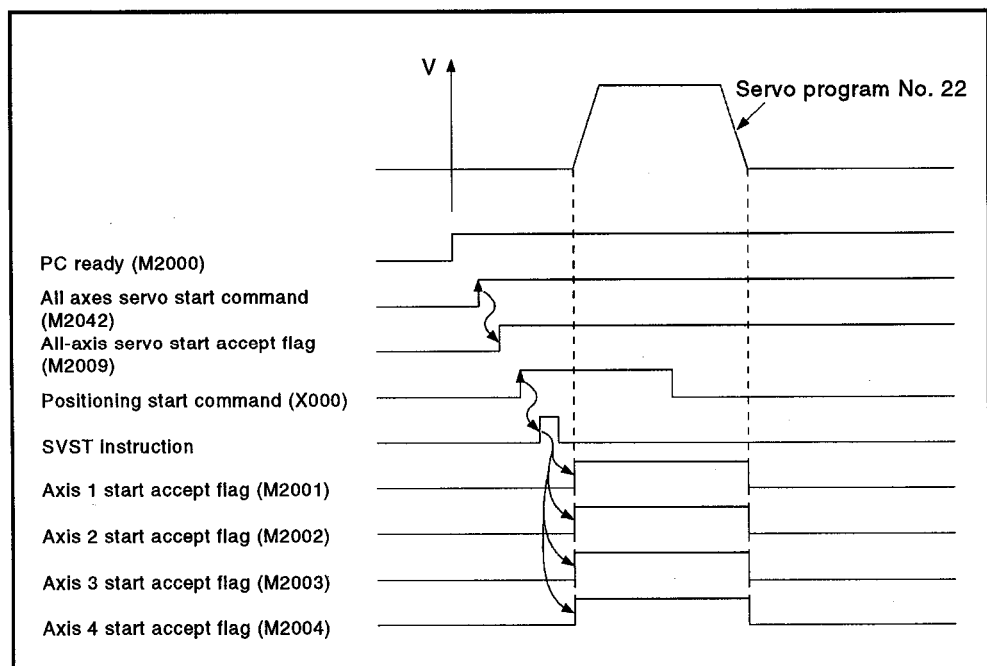 V
Servo program No. 22
PC ready (M2000)
All axes servo start command
(M2042)
All-axis servo start accept flag
(M2009)
Positioning start command (X000)
SVST Instruction
Axis 1 start accept flag (M2001)
Axis 2 start accept flag (M2002)
Axis 3 start accept flag (M2003)
Axis 4 start accept flag (M2004)